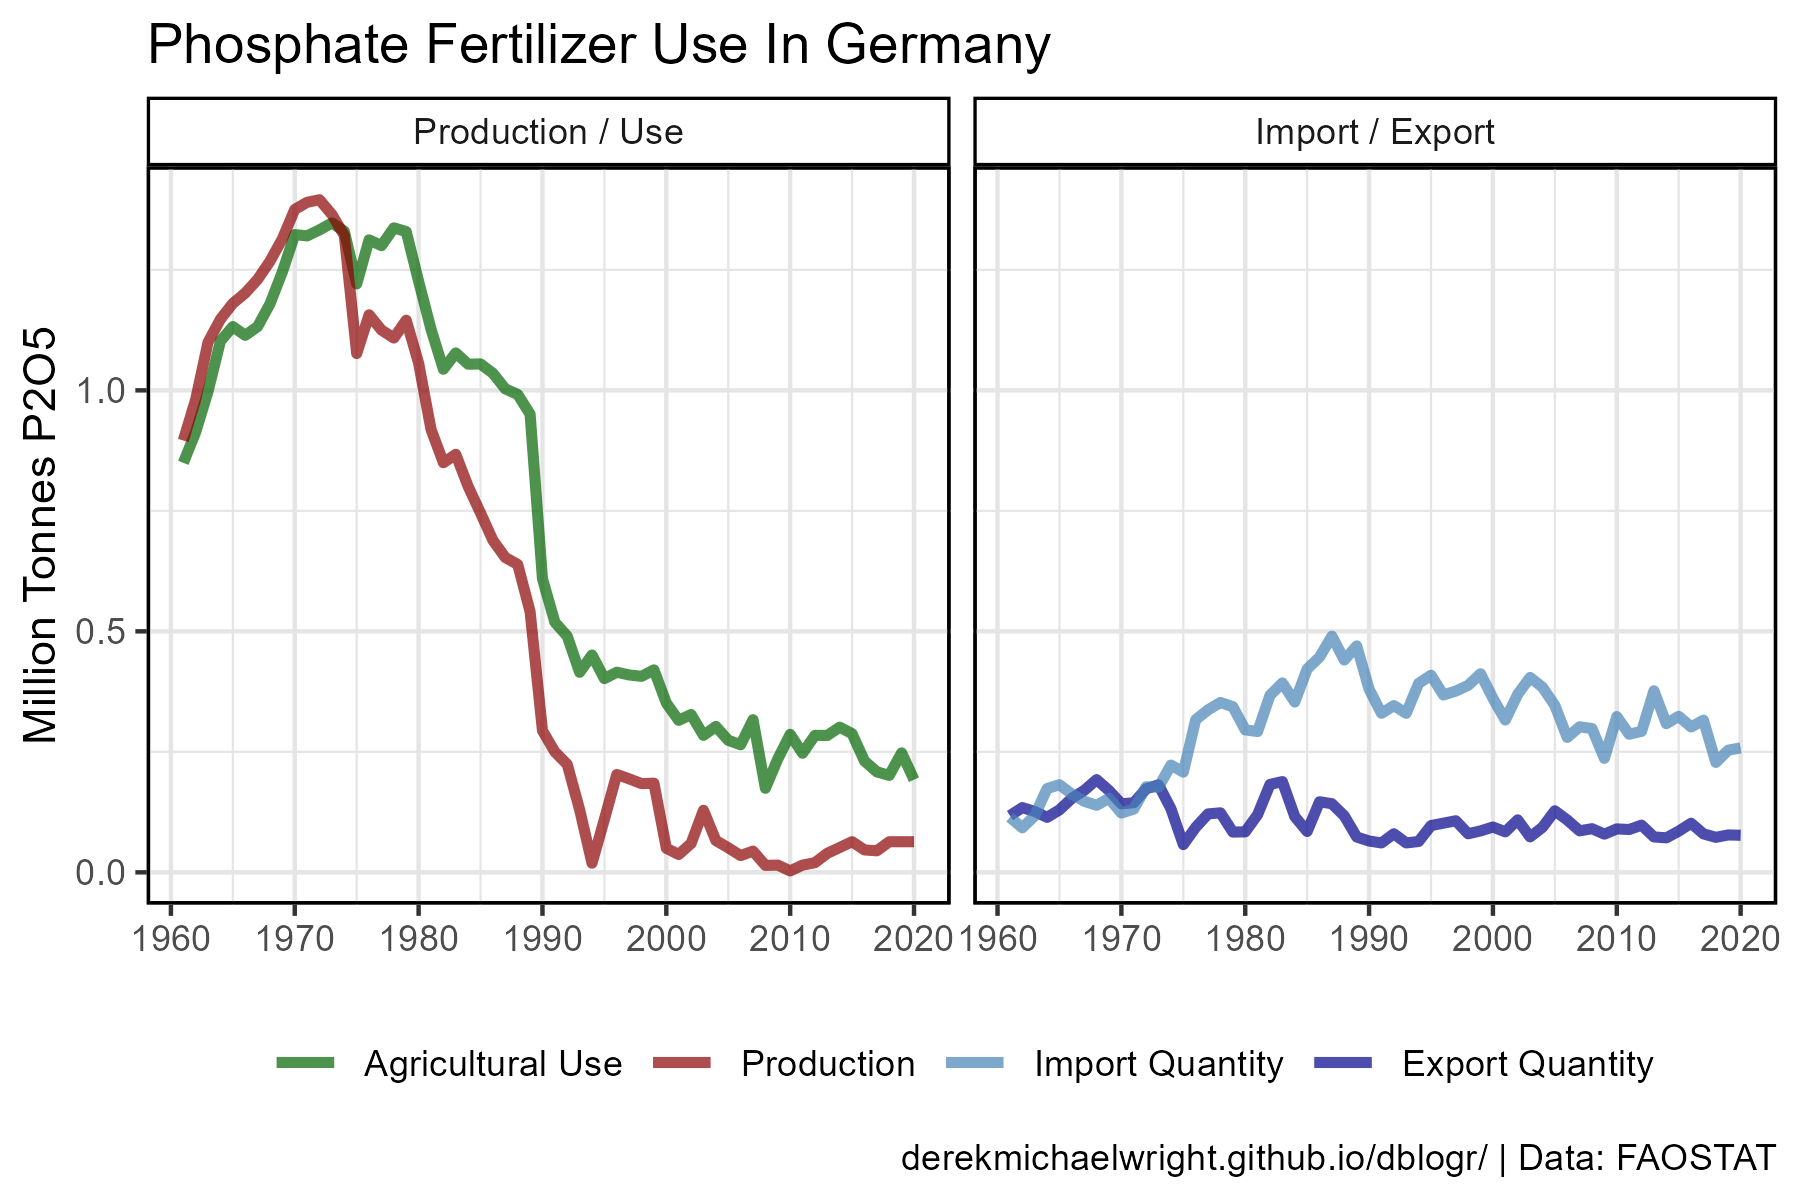 Phosphate Fertilizer Use In Germany
Production / Use
Import / Export
Million Tonnes P2O5
1.0
0.5
0.0
1960 1970 1980 1990 2000 2010 2020
1960 1970 1980 1990 2000 2010 2020
Agricultural Use Production Import Quantity Export Quantity
derekmichaelwright.github.io/dblogr/ | Data: FAOSTAT